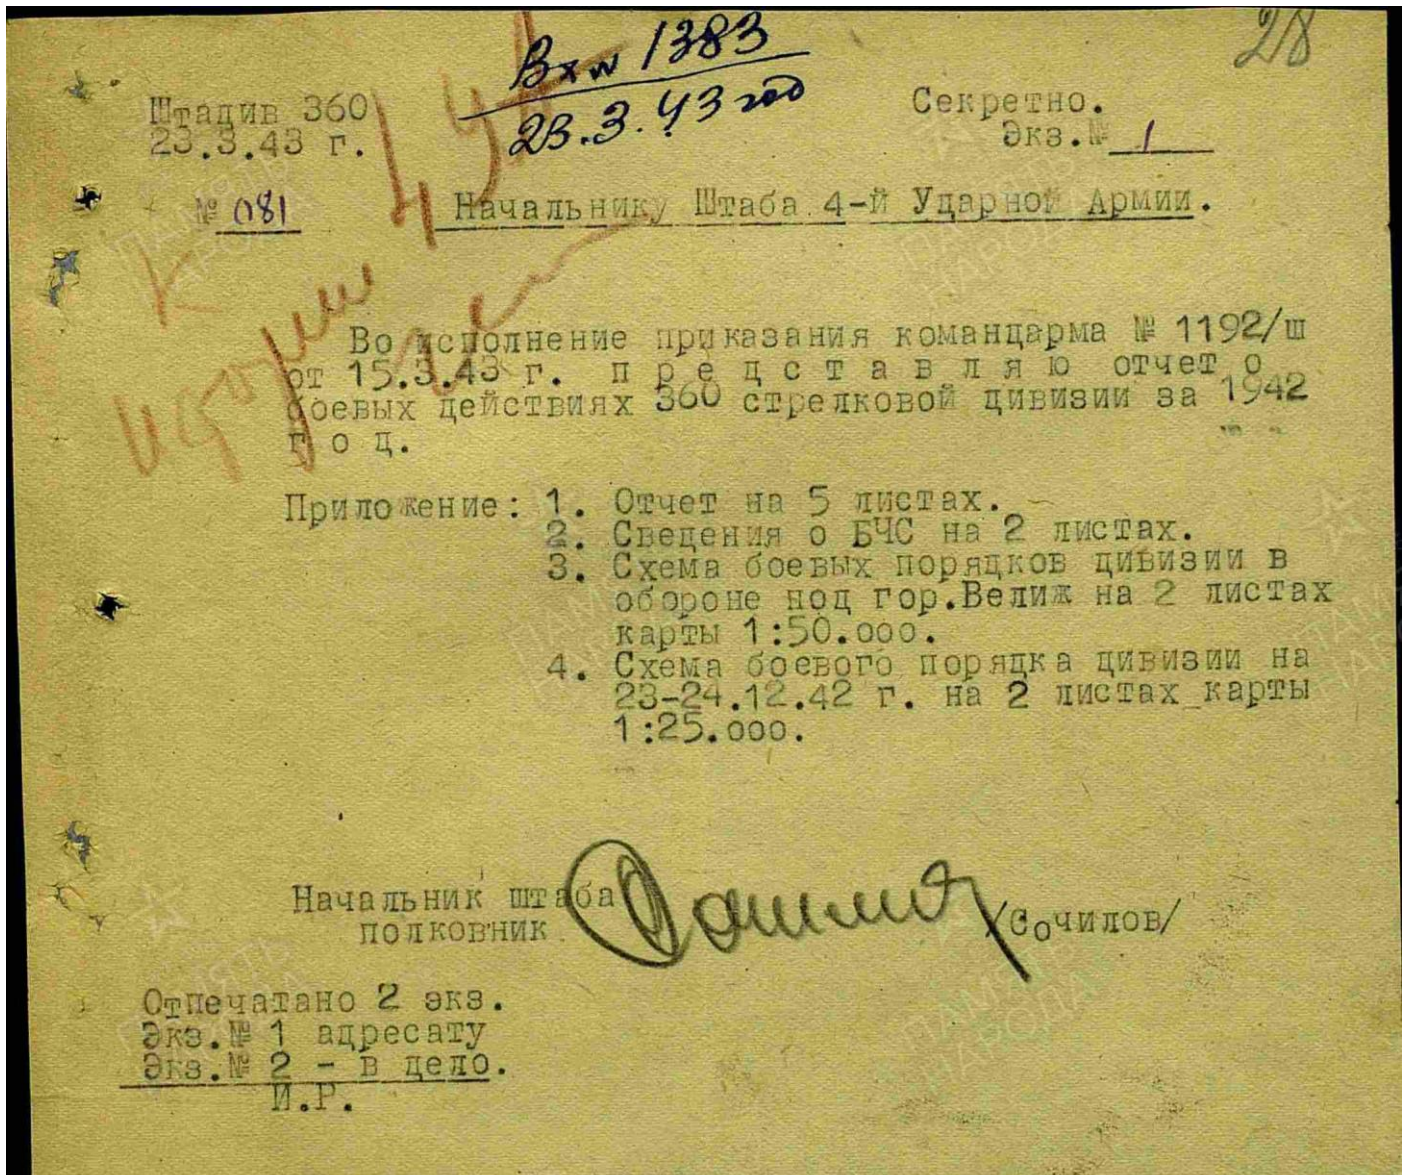 28
Вх № 1383
23.3.43 год
Штадив 360
23.3.43 г.
№ 081
Секретно.
Экз.№ 1
Начальнику Штаба 4-й Ударной Армии.
Во исполнение приказания командарма № 1192/ш
от 15.3.43 г. п р е д с т а в л я ю отчет о
боевых действиях 360 стрелковой дивизии за 1942
г о д.
Приложение: 1. Отчет на 5 листах.
2. Сведения о БЧС на 2 листах.
3. Схема боевых порядков дивизии в
обороне под гор.Велиж на 2 листах
карты 1:50.000.
4. Схема боевого порядка дивизии на
23-24.12.42 г. на 2 листах карты
1:25.000.
Начальник штаба
полковник /Сочилов/
Отпечатано 2 экз.
Экз.№ 1 адресату
Экз.№ 2 - в дело.
И.Р.
ПАМЯТЬ
НАРОДА